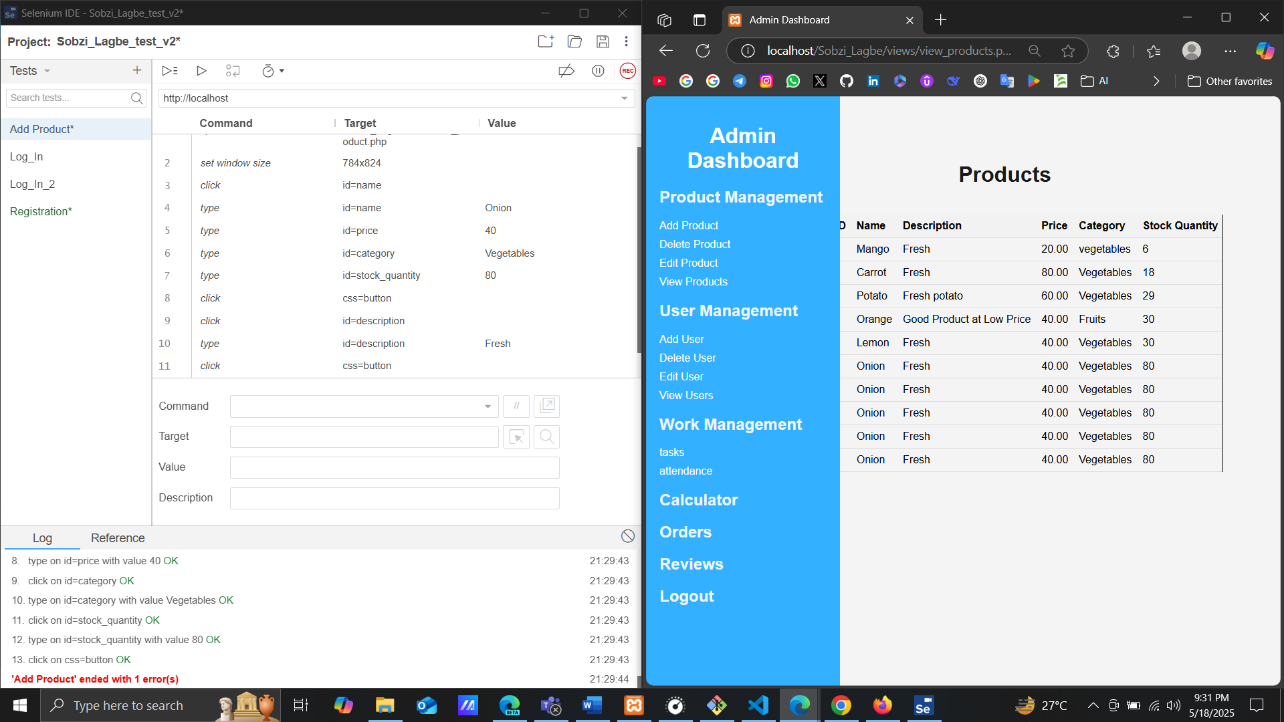 Selenium IDE - Sobzi_Lagbe_test_v2*
Project: Sobzi_Lagbe_test_v2*
Tests
Search tests...
Add Product*
Log_In
Log_In_2
Registration*
REC
http://localhost
Command Target Value
oduct.php
2 set window size 784x824
3 click id=name
4 type id=name Onion
5 type id=price 40
6 type id=category Vegetables
7 type id=stock_quantity 80
8 click css=button
9 click id=description
10 type id=description Fresh
11 click css=button
Command //
Target
Value
Description
Log Reference
8. type on id=price with value 40 OK 21:29:43
9. click on id=category OK 21:29:43
10. type on id=category with value Vegetables OK 21:29:43
11. click on id=stock_quantity OK 21:29:43
12. type on id=stock_quantity with value 80 OK 21:29:43
13. click on css=button OK 21:29:43
'Add Product' ended with 1 error(s) 21:29:44
Admin Dashboard
localhost/Sobzi_Lagbe/views/view_products.p...
AI
Other favorites
Admin
Dashboard
Product Management
Add Product
Delete Product
Edit Product
View Products
User Management
Add User
Delete User
Edit User
View Users
Work Management
tasks
attendance
Calculator
Orders
Reviews
Logout
Products
D Name Description Price Category Stock Quantity
Mango Fresh 20.00 vegetables 6
Carrot Fresh 80.00 Vegetables 18
Potato Fresh potato 60.00 Vegetables 29
Orange Good Product at Low Price 40.00 Fruits 30
Lemon Fresh 40.00 Vegetables 30
Onion Fresh 40.00 Vegetables 80
Onion Fresh 40.00 Vegetables 80
Onion Fresh 40.00 Vegetables 80
Onion Fresh 40.00 Vegetables 80
Onion Fresh 40.00 Vegetables 80
Type here to search
27°C
9:31 PM
5/18/2025